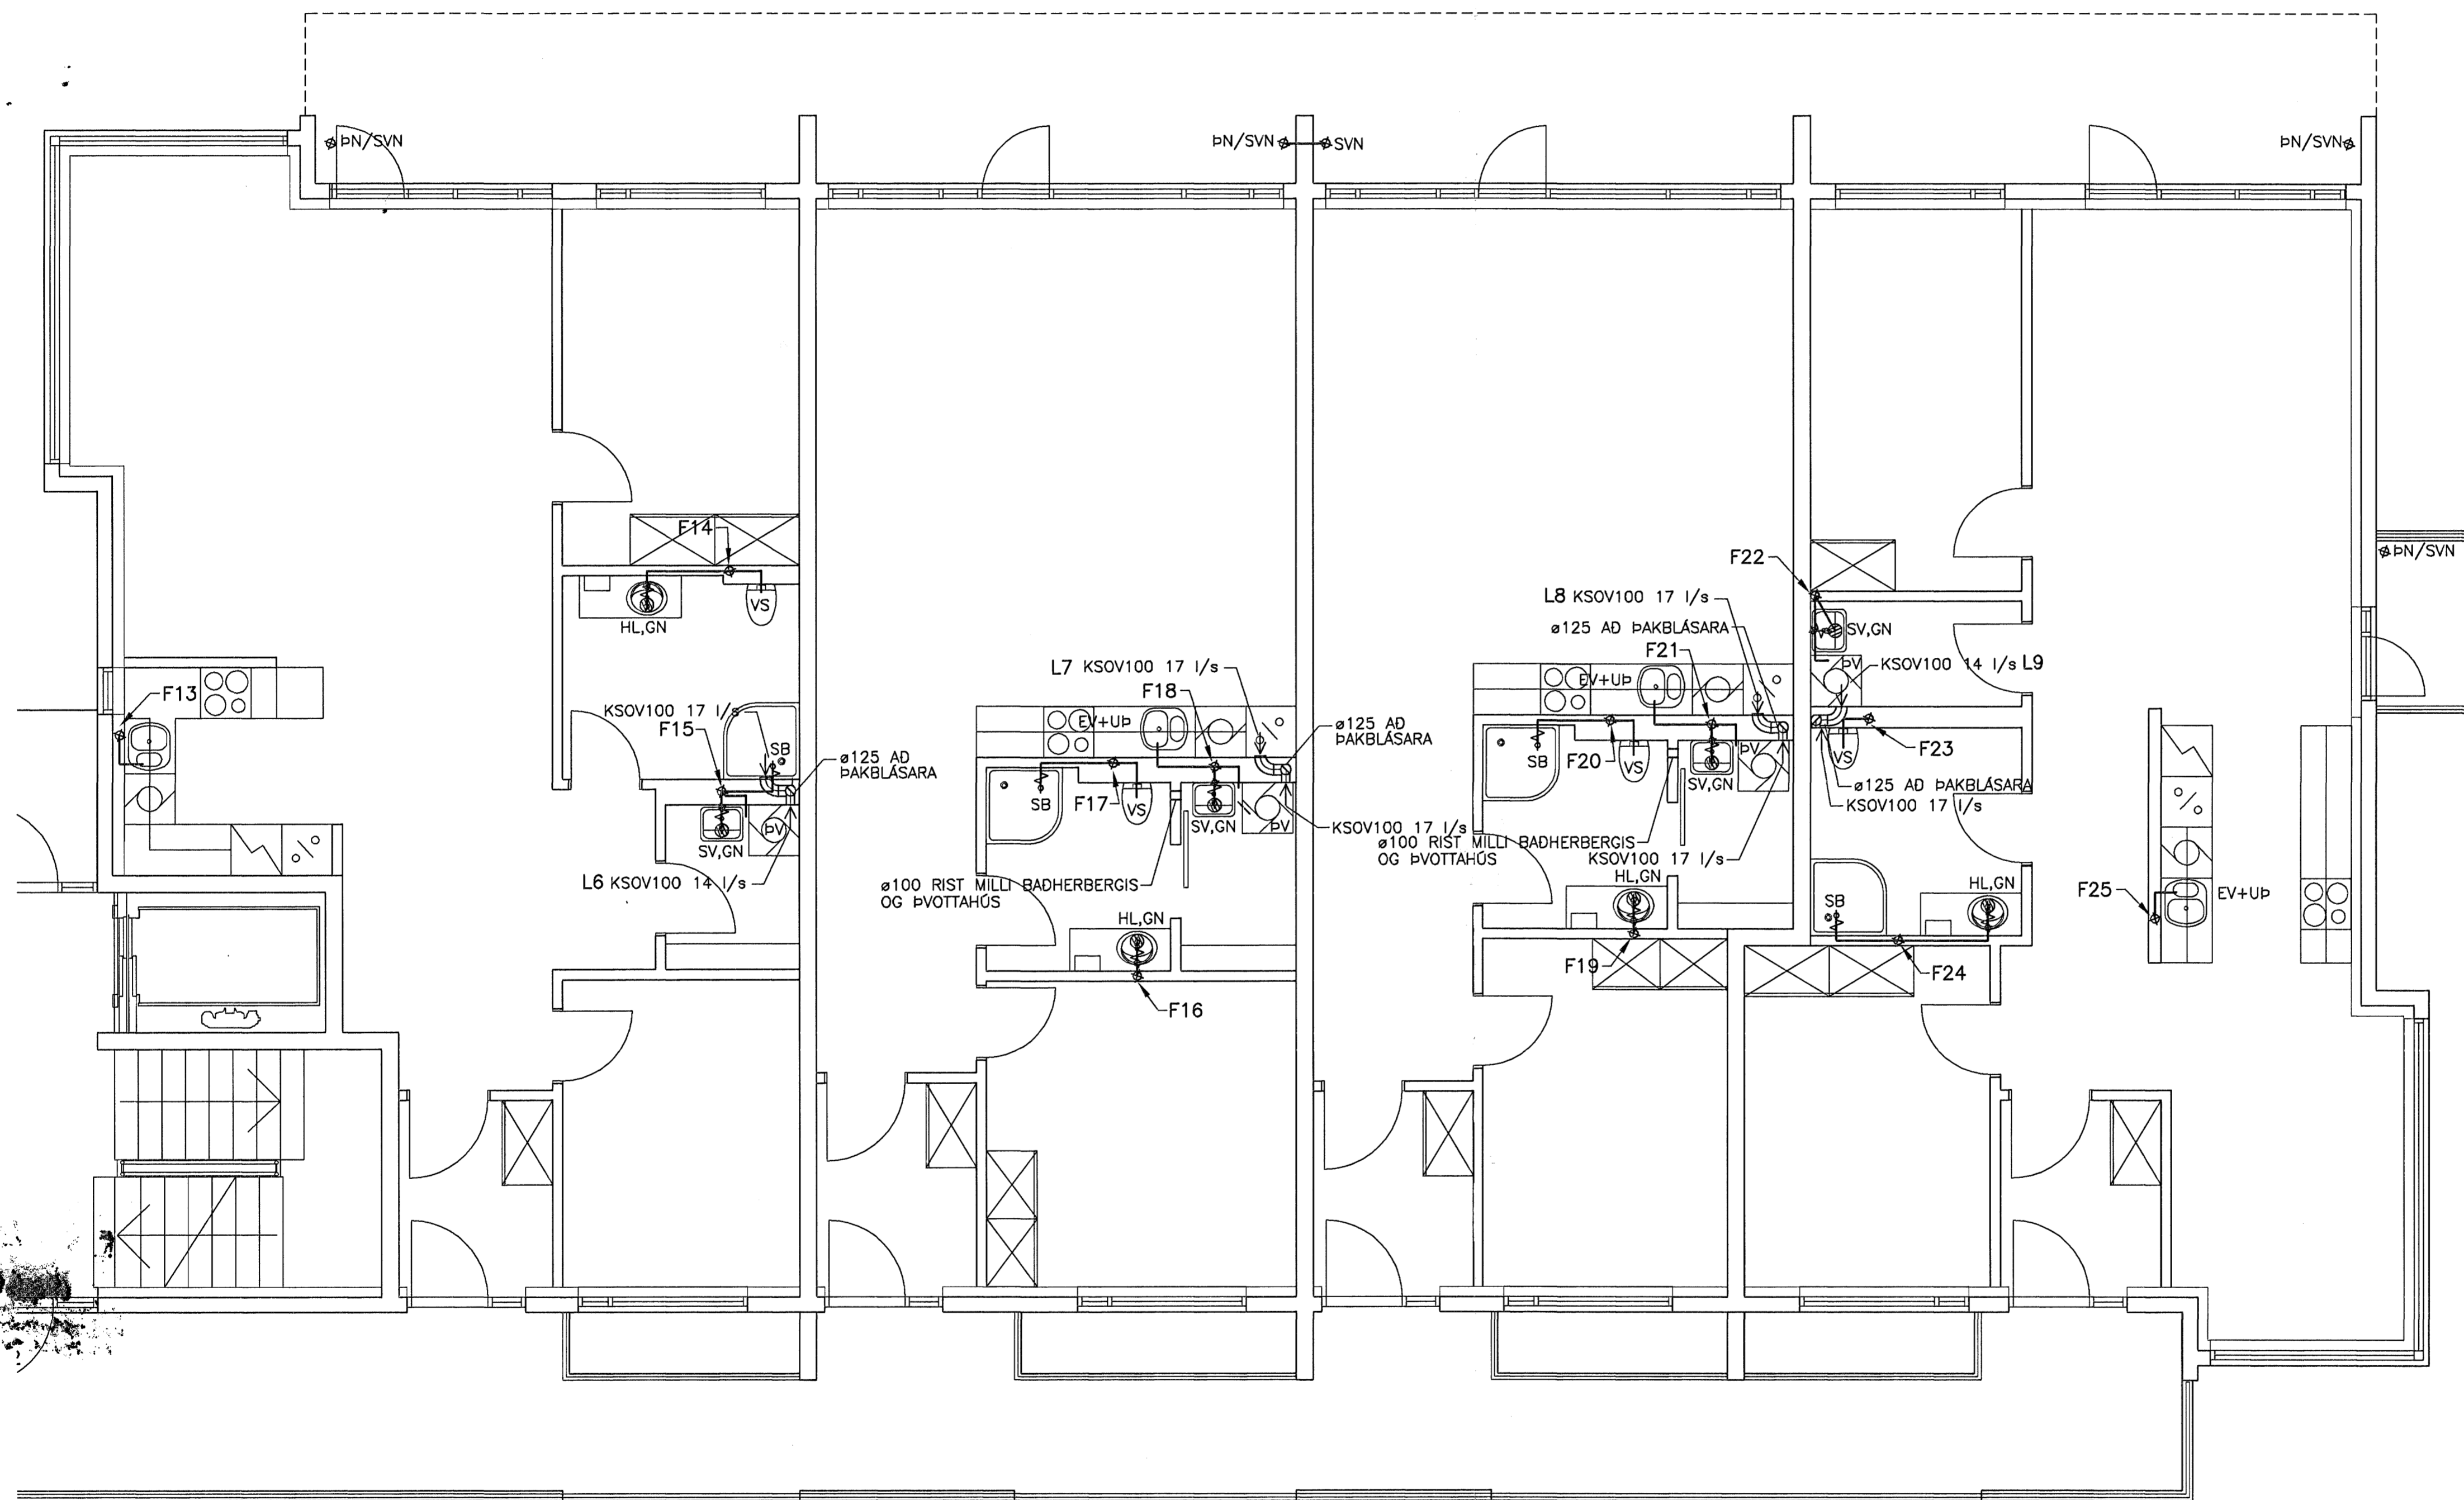 ÞN/SVN
ÞN/SVN
SVN
ÞN/SVN
F14
VS
HL,GN
F13
KSOV100 17 l/s
F15
SB
ø125 AÐ
ÞAKBLÁSARA
ÞV
SV,GN
L6 KSOV100 14 l/s
L7 KSOV100 17 l/s
F18
EV+UÞ
ø125 AÐ
ÞAKBLÁSARA
SB
F17
VS
SV,GN
ÞV
KSOV100 17 l/s
ø100 RIST MILLI BAÐHERBERGIS
OG ÞVOTTAHÚS
HL,GN
F16
L8 KSOV100 17 l/s
ø125 AÐ ÞAKBLÁSARA
F21
EV+UÞ
SB
F20
VS
SV,GN
ÞV
ø100 RIST MILLI BAÐHERBERGIS
OG ÞVOTTAHÚS
KSOV100 17 l/s
HL,GN
F19
F22
SV,GN
ÞV
KSOV100 14 l/s L9
F23
VS
ø125 AÐ ÞAKBLÁSARA
KSOV100 17 l/s
SB
HL,GN
F24
F25
EV+UÞ
ÞN/SVN